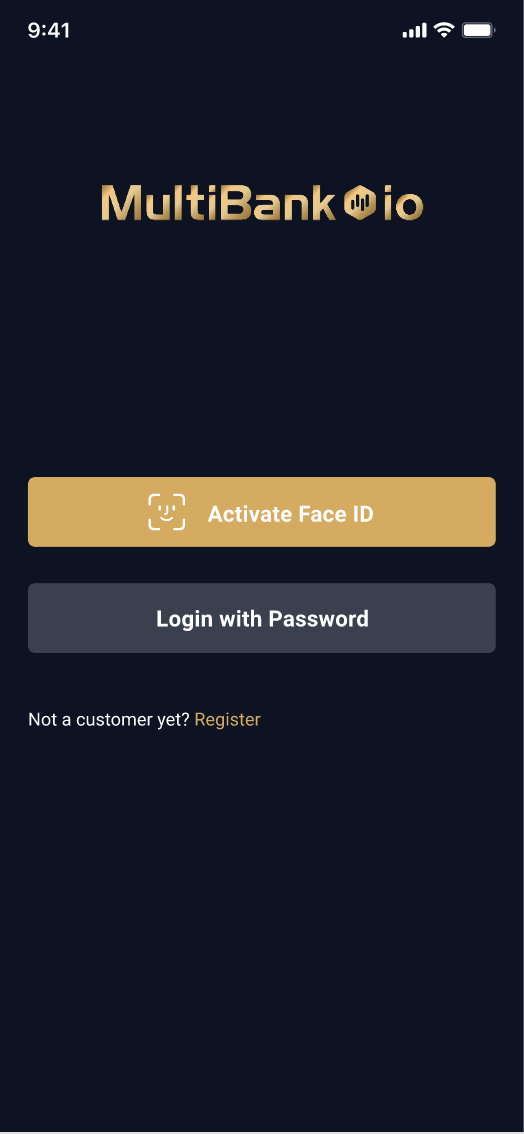 9:41
MultiBank io
Activate Face ID
Login with Password
Not a customer yet? Register